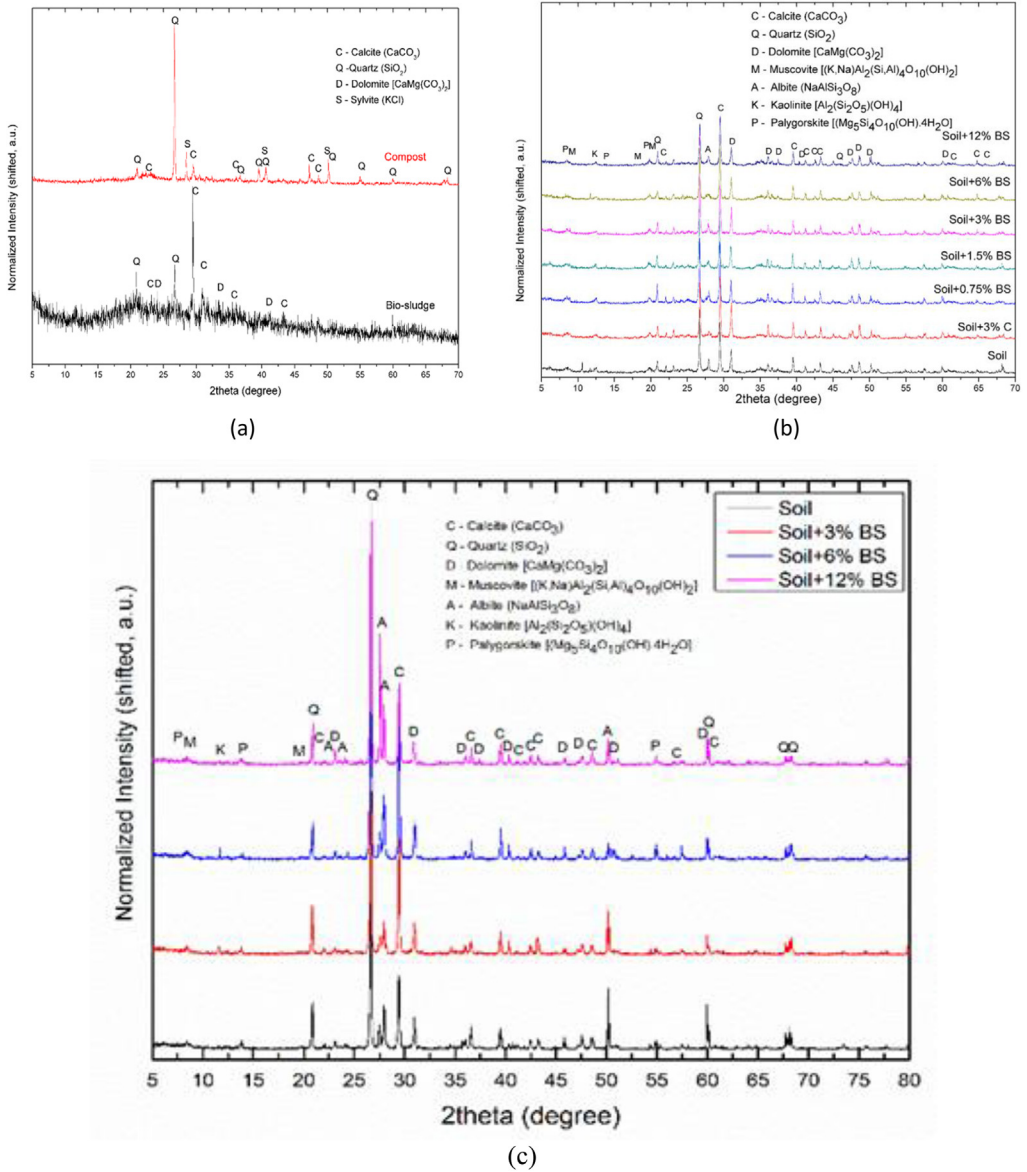 Normalized Intensity (shifted, a.u.)
Q
C - Calcite (CaCO3)
Q -Quartz (SiO2)
D - Dolomite [CaMg(CO3)2]
S - Sylvite (KCl)
Compost
Q C S C C Q Q S Q C C S Q Q Q Q
C
Q C D Q C D C D C
Bio-sludge
5 10 15 20 25 30 35 40 45 50 55 60 65 70
2theta (degree)
(a)
Normalized Intensity (shifted, a.u.)
C - Calcite (CaCO3)
Q - Quartz (SiO2)
D - Dolomite [CaMg(CO3)2]
M - Muscovite [(K,Na)Al2(Si,Al)4O10(OH)2]
A - Albite (NaAlSi3O8)
K - Kaolinite [Al2(Si2O5)(OH)4]
P - Palygorskite [(Mg5Si4O10(OH).4H2O]
Q C
PM K P M PM Q C A D D D C D C C C Q D D D D C C C
Soil+12% BS
Soil+6% BS
Soil+3% BS
Soil+1.5% BS
Soil+0.75% BS
Soil+3% C
Soil
5 10 15 20 25 30 35 40 45 50 55 60 65 70
2theta (degree)
(b)
Normalized Intensity (shifted, a.u.)
Q
Soil
Soil+3% BS
Soil+6% BS
Soil+12% BS
C - Calcite (CaCO3)
Q - Quartz (SiO2)
D - Dolomite [CaMg(CO3)2]
M - Muscovite [(K,Na)Al2(Si,Al)4O10(OH)2]
A - Albite (NaAlSi3O8)
K - Kaolinite [Al2(Si2O5)(OH)4]
P - Palygorskite [(Mg5Si4O10(OH).4H2O]
A
A
C
P M K P M Q C A D A D D C D C D C C C D D C A D P C D Q C Q Q
5 10 15 20 25 30 35 40 45 50 55 60 65 70 75 80
2theta (degree)
(c)